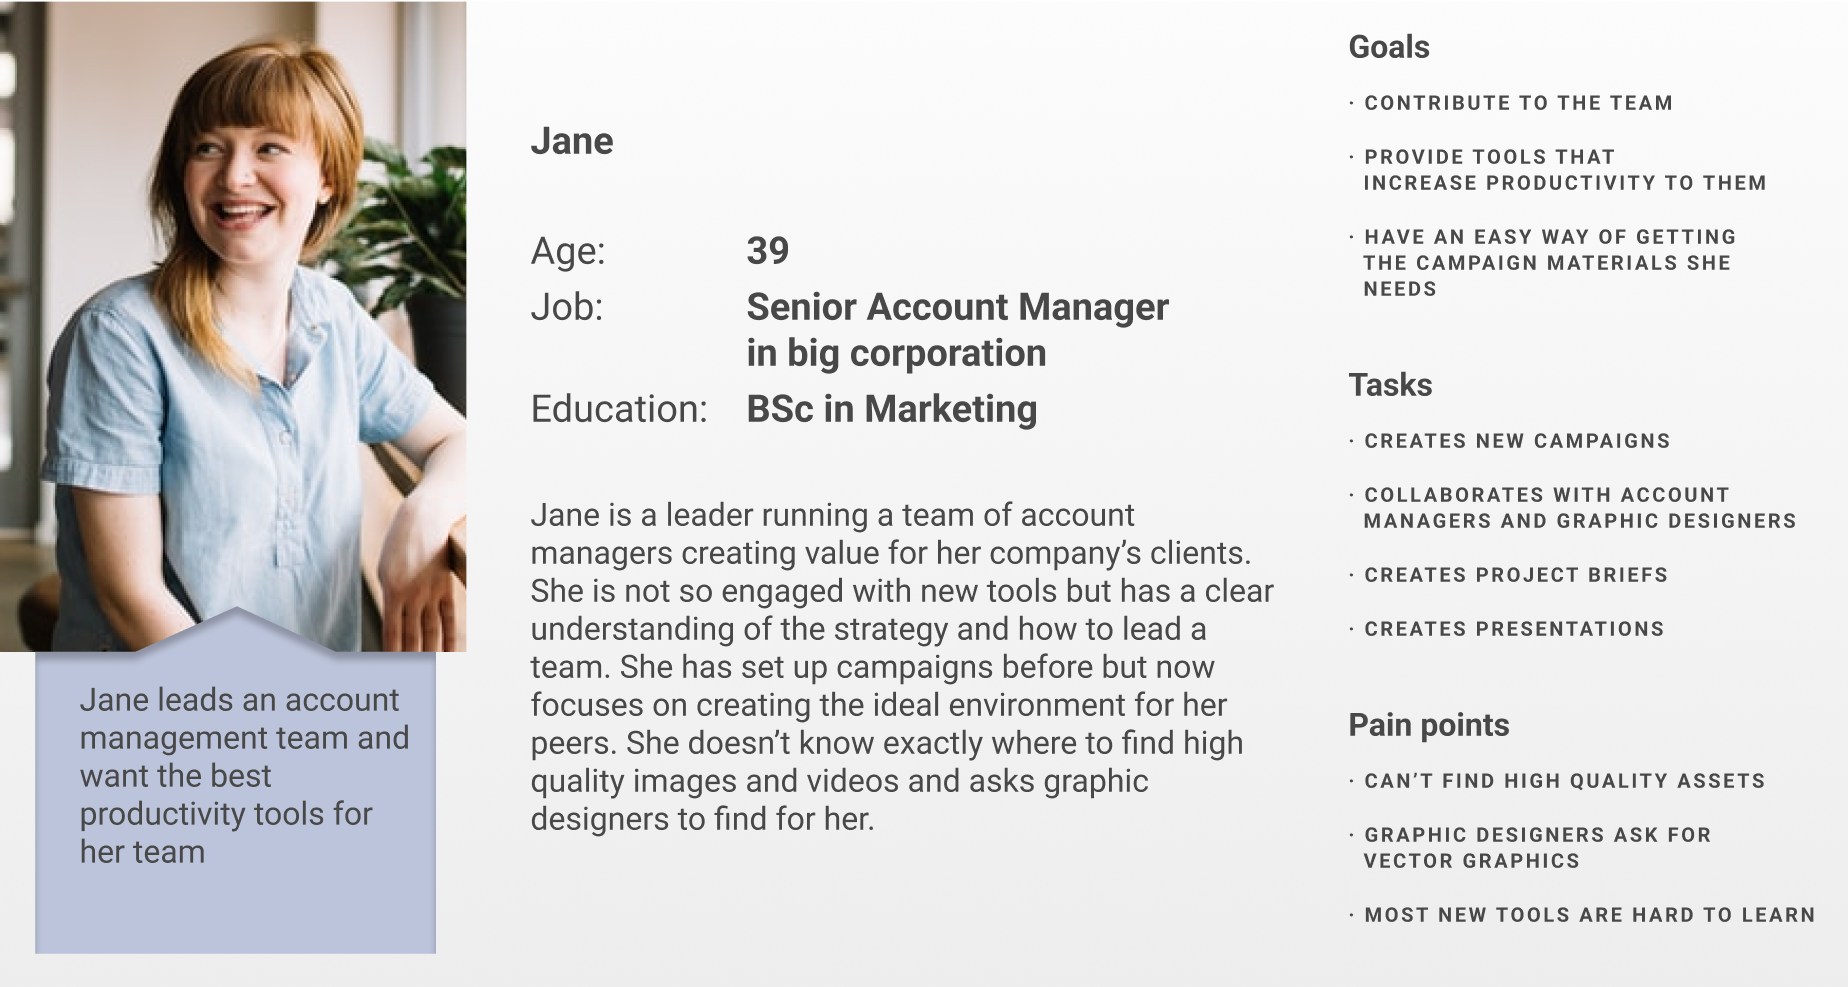 Jane
Age: 39
Job: Senior Account Manager
in big corporation
Education: BSc in Marketing
Jane is a leader running a team of account
managers creating value for her company’s clients.
She is not so engaged with new tools but has a clear
understanding of the strategy and how to lead a
team. She has set up campaigns before but now
focuses on creating the ideal environment for her
peers. She doesn’t know exactly where to find high
quality images and videos and asks graphic
designers to find for her.
Jane leads an account
management team and
want the best
productivity tools for
her team
Goals
· CONTRIBUTE TO THE TEAM
· PROVIDE TOOLS THAT
INCREASE PRODUCTIVITY TO THEM
· HAVE AN EASY WAY OF GETTING
THE CAMPAIGN MATERIALS SHE
NEEDS
Tasks
· CREATES NEW CAMPAIGNS
· COLLABORATES WITH ACCOUNT
MANAGERS AND GRAPHIC DESIGNERS
· CREATES PROJECT BRIEFS
· CREATES PRESENTATIONS
Pain points
· CAN’T FIND HIGH QUALITY ASSETS
· GRAPHIC DESIGNERS ASK FOR
VECTOR GRAPHICS
· MOST NEW TOOLS ARE HARD TO LEARN